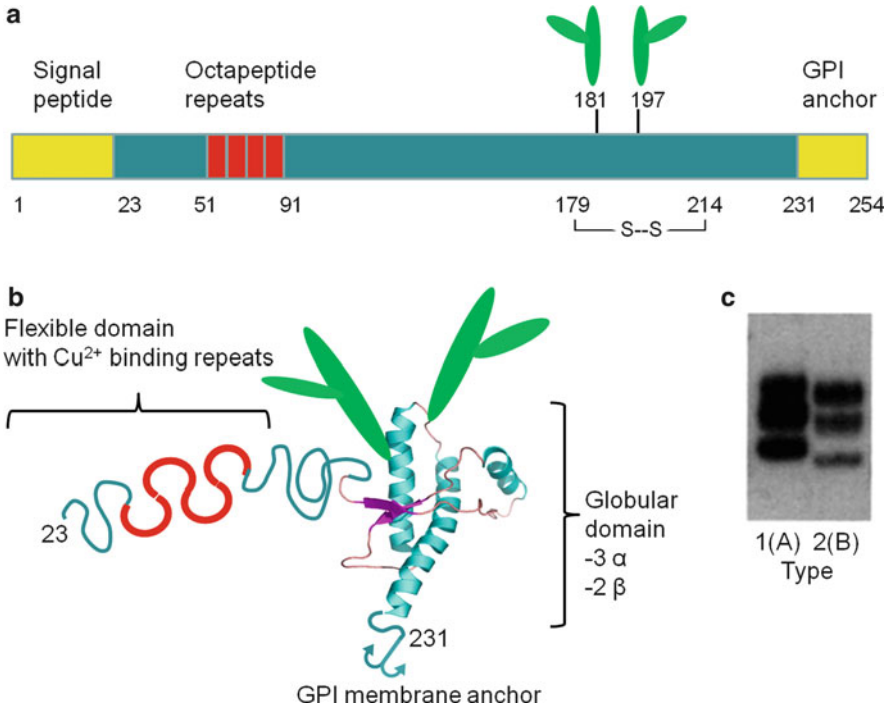 a
Signal peptide
Octapeptide repeats
GPI anchor
181 197
1 23 51 91 179 214 231 254
S--S
b
Flexible domain
with Cu²⁺ binding repeats
23
231
GPI membrane anchor
Globular
domain
-3 α
-2 β
c
1(A) 2(B)
Type